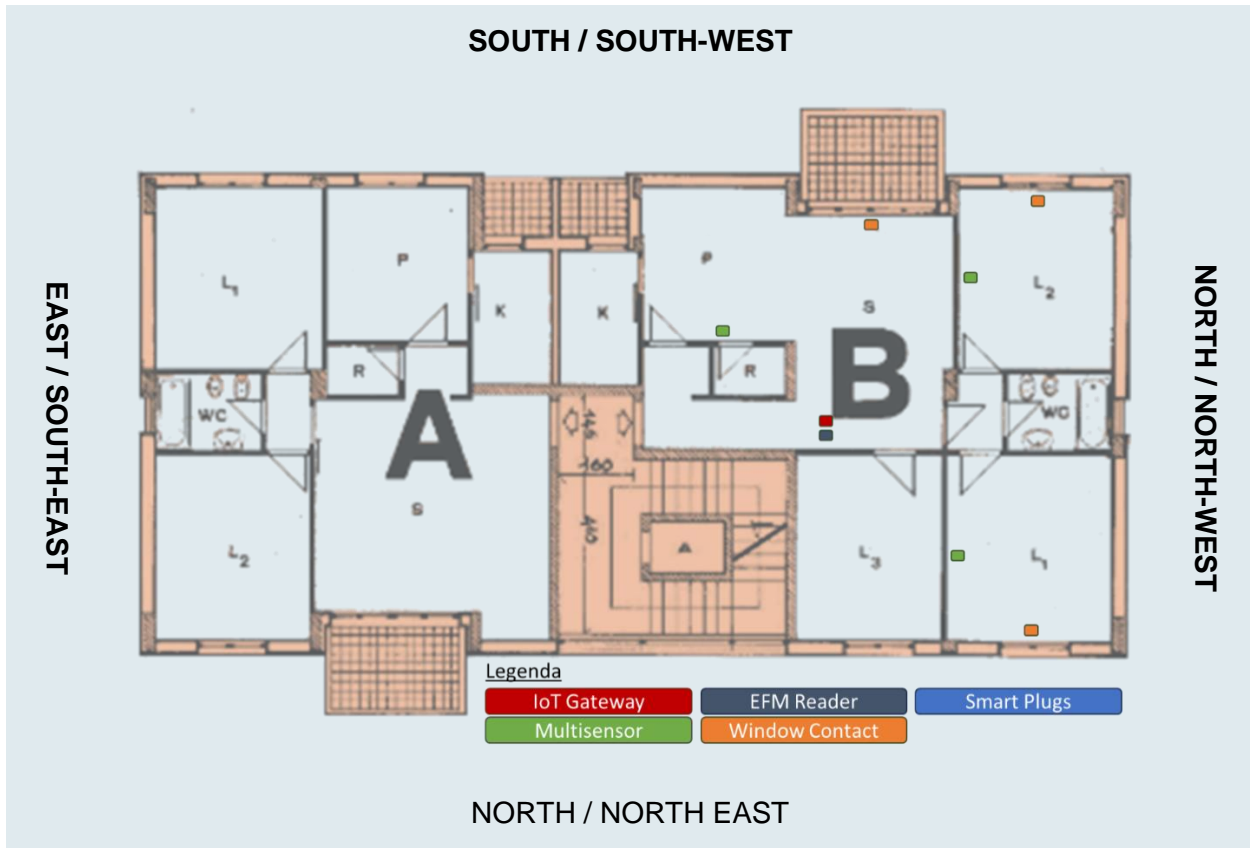 SOUTH / SOUTH-WEST
EAST / SOUTH-EAST
NORTH / NORTH-WEST
L1
P
K
K
P
S
L2
R
R
A
B
WC
WC
145
160
S
L2
A
L3
L1
Legenda
IoT Gateway
EFM Reader
Smart Plugs
Multisensor
Window Contact
NORTH / NORTH EAST